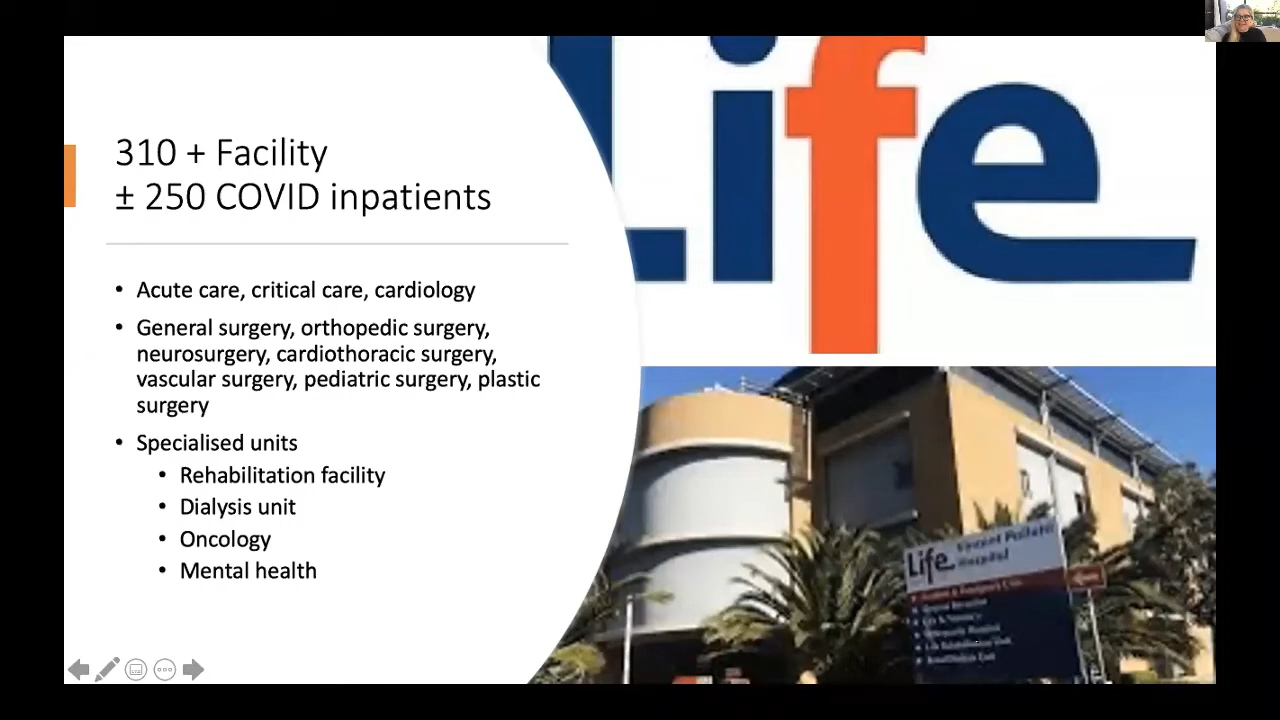 310 + Facility
± 250 COVID inpatients
• Acute care, critical care, cardiology
• General surgery, orthopedic surgery,
neurosurgery, cardiothoracic surgery,
vascular surgery, pediatric surgery, plastic
surgery
• Specialised units
• Rehabilitation facility
• Dialysis unit
• Oncology
• Mental health
Life
Life
Hospital